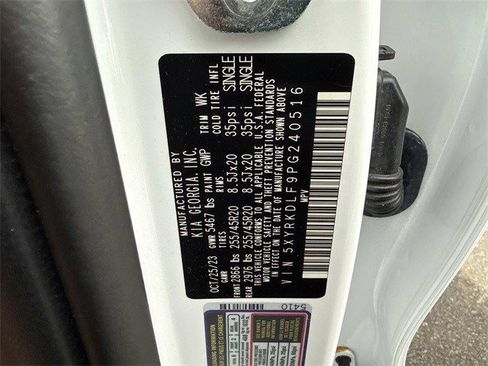 MANUFACTURED BY
KIA GEORGIA, INC.
OCT/25/23 GVWR 5467 lbs PAINT GWP TRIM WK
COLD TIRE INFL
FRONT 2866 lbs 255/45R20 8.5Jx20 35psi SINGLE
REAR 2976 lbs 255/45R20 8.5Jx20 35psi SINGLE
THIS VEHICLE CONFORMS TO ALL APPLICABLE U.S.A. FEDERAL
MOTOR VEHICLE SAFETY AND THEFT PREVENTION STANDARDS
IN EFFECT ON THE DATE OF MANUFACTURE SHOWN ABOVE
MPV
VIN 5XYRKDLF9PG240516
5410